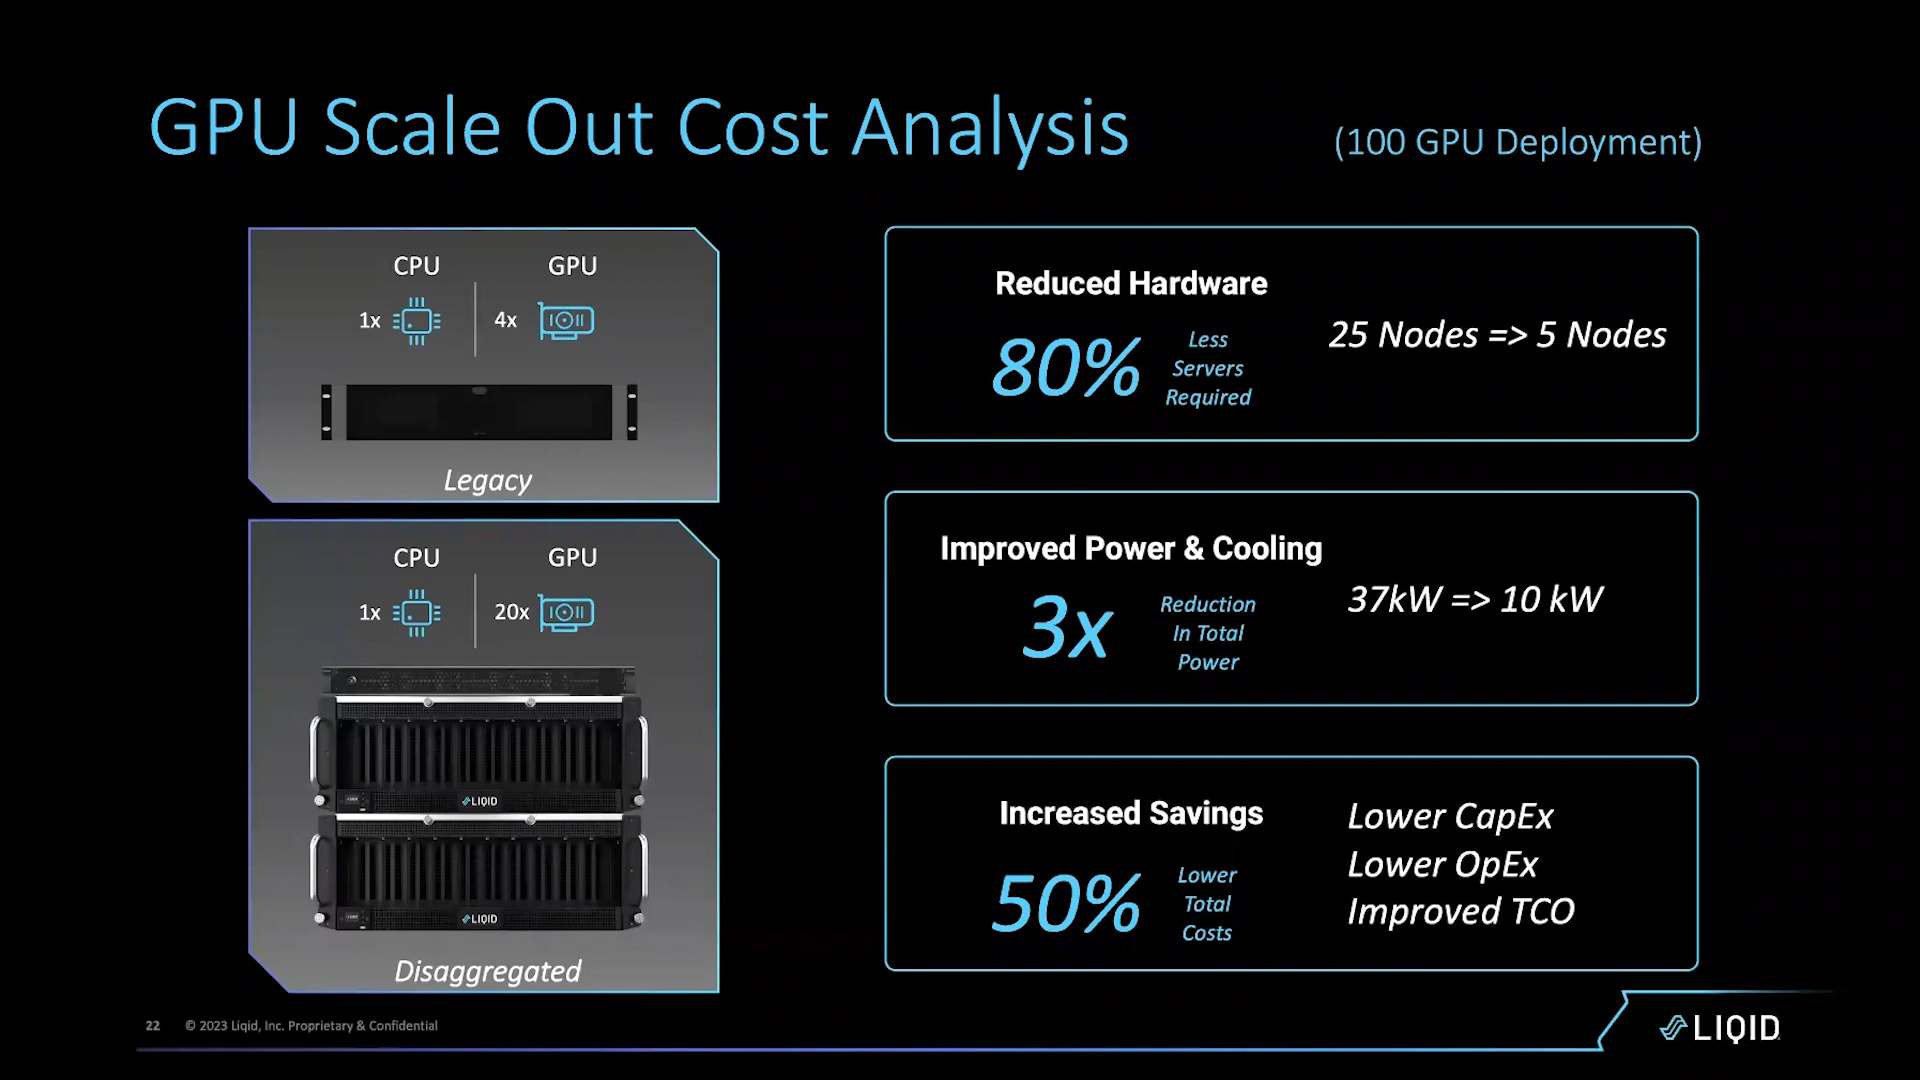 GPU Scale Out Cost Analysis
(100 GPU Deployment)
CPU GPU
1x 4x
Legacy
CPU GPU
1x 20x
LIQID
LIQID
Disaggregated
Reduced Hardware
80%
Less
Servers
Required
25 Nodes => 5 Nodes
Improved Power & Cooling
3x
Reduction
In Total
Power
37kW => 10 kW
Increased Savings
50%
Lower
Total
Costs
Lower CapEx
Lower OpEx
Improved TCO
22 © 2023 Liqid, Inc. Proprietary & Confidential
LIQID